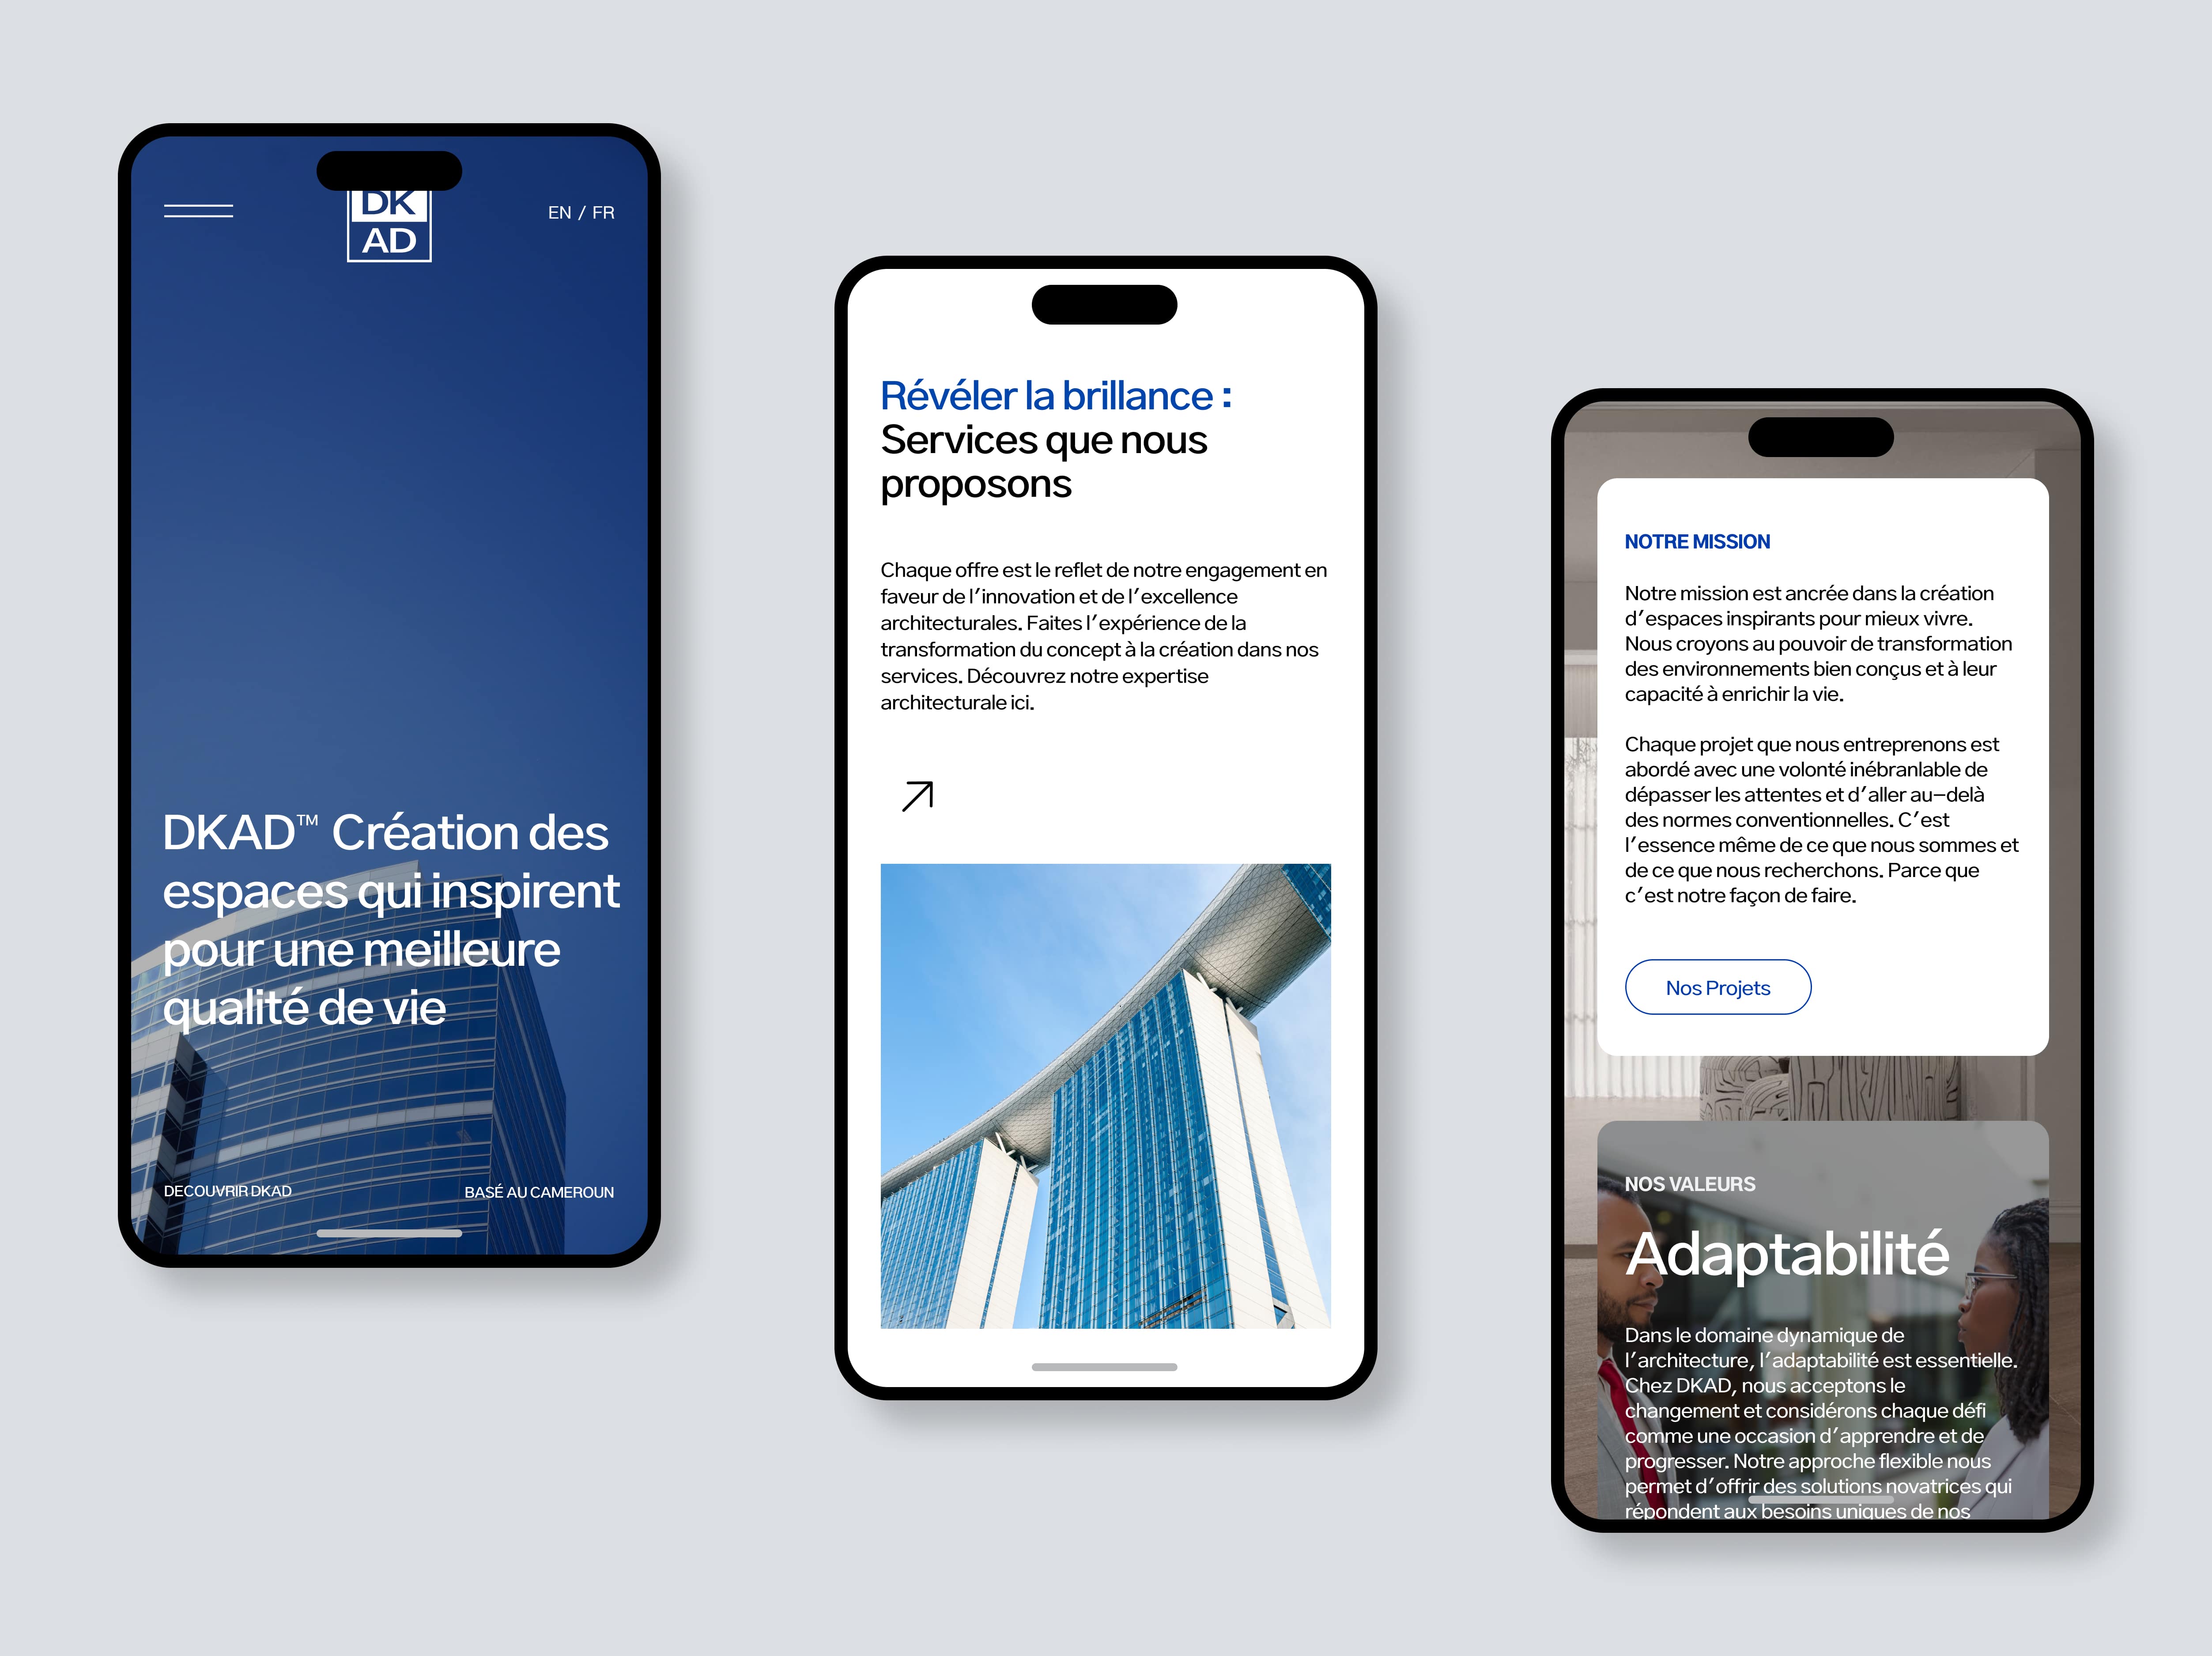 DK
AD
EN / FR
DKAD™ Création des
espaces qui inspirent
pour une meilleure
qualité de vie
DECOUVRIR DKAD
BASÉ AU CAMEROUN
Révéler la brillance :
Services que nous
proposons
Chaque offre est le reflet de notre engagement en
faveur de l'innovation et de l'excellence
architecturales. Faites l'expérience de la
transformation du concept à la création dans nos
services. Découvrez notre expertise
architecturale ici.
NOTRE MISSION
Notre mission est ancrée dans la création
d'espaces inspirants pour mieux vivre.
Nous croyons au pouvoir de transformation
des environnements bien conçus et à leur
capacité à enrichir la vie.
Chaque projet que nous entreprenons est
abordé avec une volonté inébranlable de
dépasser les attentes et d'aller au-delà
des normes conventionnelles. C'est
l'essence même de ce que nous sommes et
de ce que nous recherchons. Parce que
c'est notre façon de faire.
Nos Projets
NOS VALEURS
Adaptabilité
Dans le domaine dynamique de
l'architecture, l'adaptabilité est essentielle.
Chez DKAD, nous acceptons le
changement et considérons chaque défi
comme une occasion d'apprendre et de
progresser. Notre approche flexible nous
permet d'offrir des solutions novatrices qui
répondent aux besoins uniques de nos